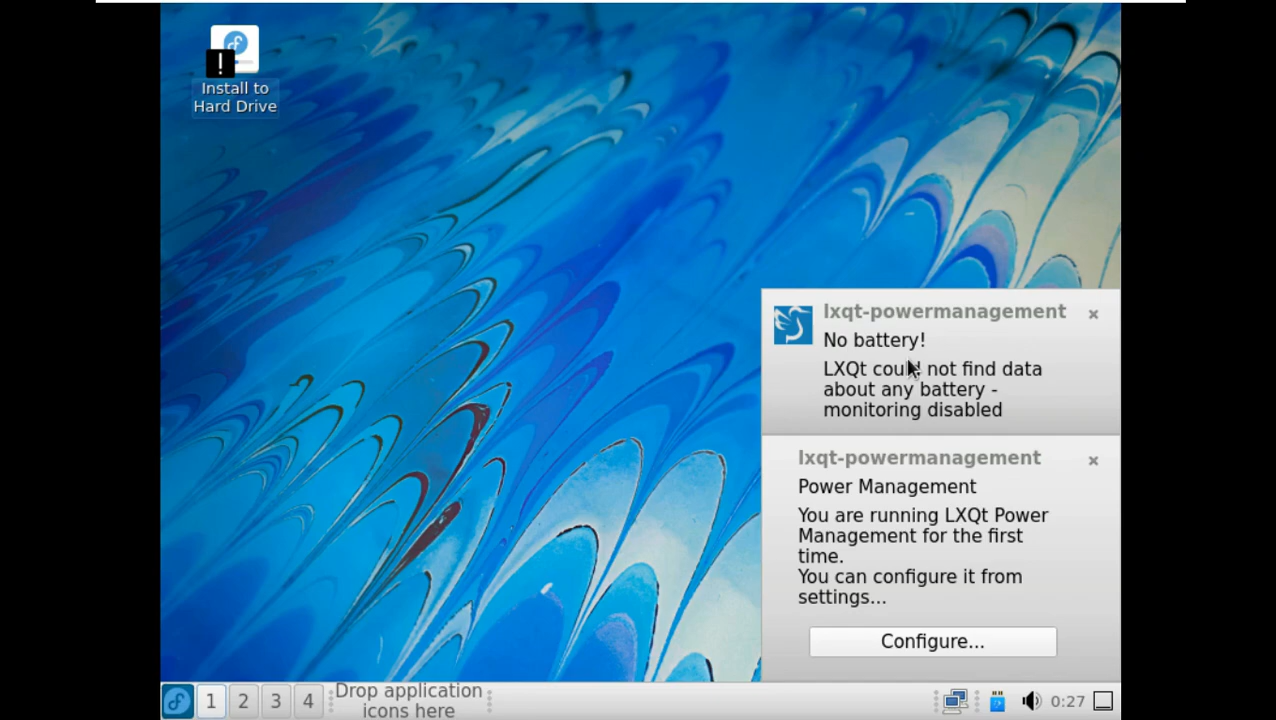 Install to
Hard Drive
lxqt-powermanagement
No battery!
LXQt could not find data
about any battery -
monitoring disabled
lxqt-powermanagement
Power Management
You are running LXQt Power
Management for the first
time.
You can configure it from
settings...
Configure...
1 2 3 4 Drop application
icons here
0:27